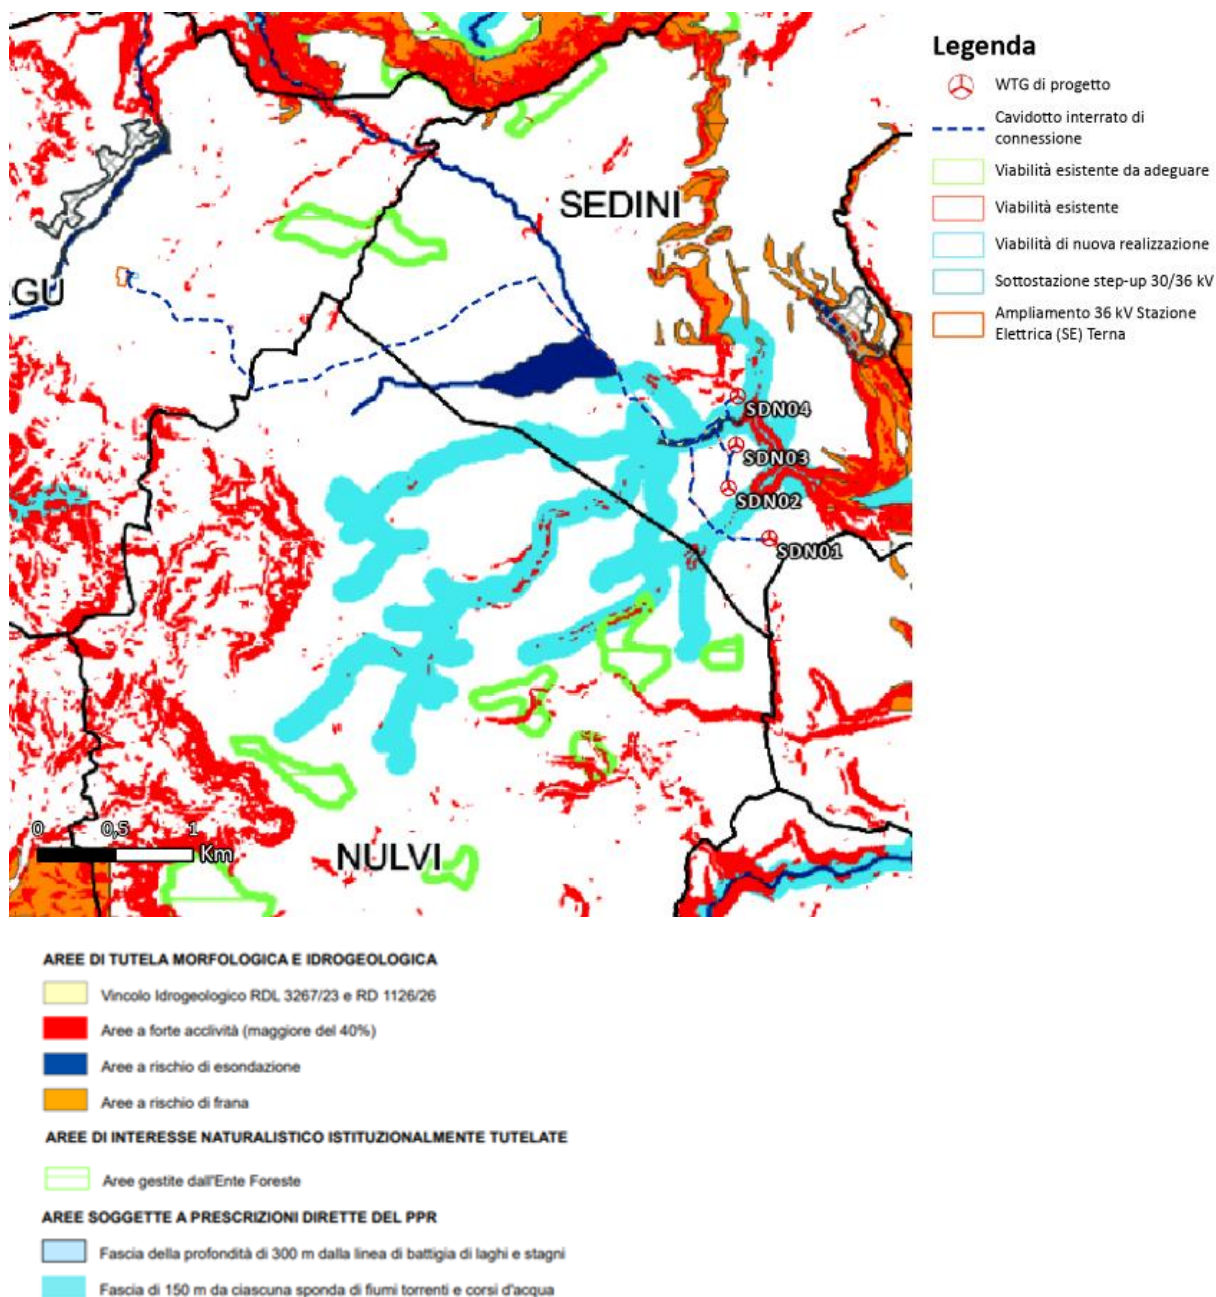 Legenda
WTG di progetto
Cavidotto interrato di
connessione
Viabilità esistente da adeguare
Viabilità esistente
Viabilità di nuova realizzazione
Sottostazione step-up 30/36 kV
Ampliamento 36 kV Stazione
Elettrica (SE) Terna
SEDINI
GU
SDN04
SDN03
SDN02
SDN01
0 0,5 1
Km
NULVI
AREE DI TUTELA MORFOLOGICA E IDROGEOLOGICA
Vincolo Idrogeologico RDL 3267/23 e RD 1126/26
Aree a forte acclività (maggiore del 40%)
Aree a rischio di esondazione
Aree a rischio di frana
AREE DI INTERESSE NATURALISTICO ISTITUZIONALMENTE TUTELATE
Aree gestite dall'Ente Foreste
AREE SOGGETTE A PRESCRIZIONI DIRETTE DEL PPR
Fascia della profondità di 300 m dalla linea di battigia di laghi e stagni
Fascia di 150 m da ciascuna sponda di fiumi torrenti e corsi d'acqua